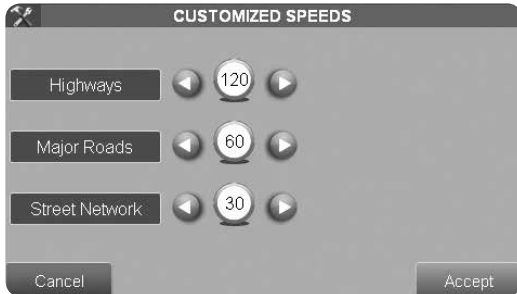 CUSTOMIZED SPEEDS
Highways 120
Major Roads 60
Street Network 30
Cancel Accept